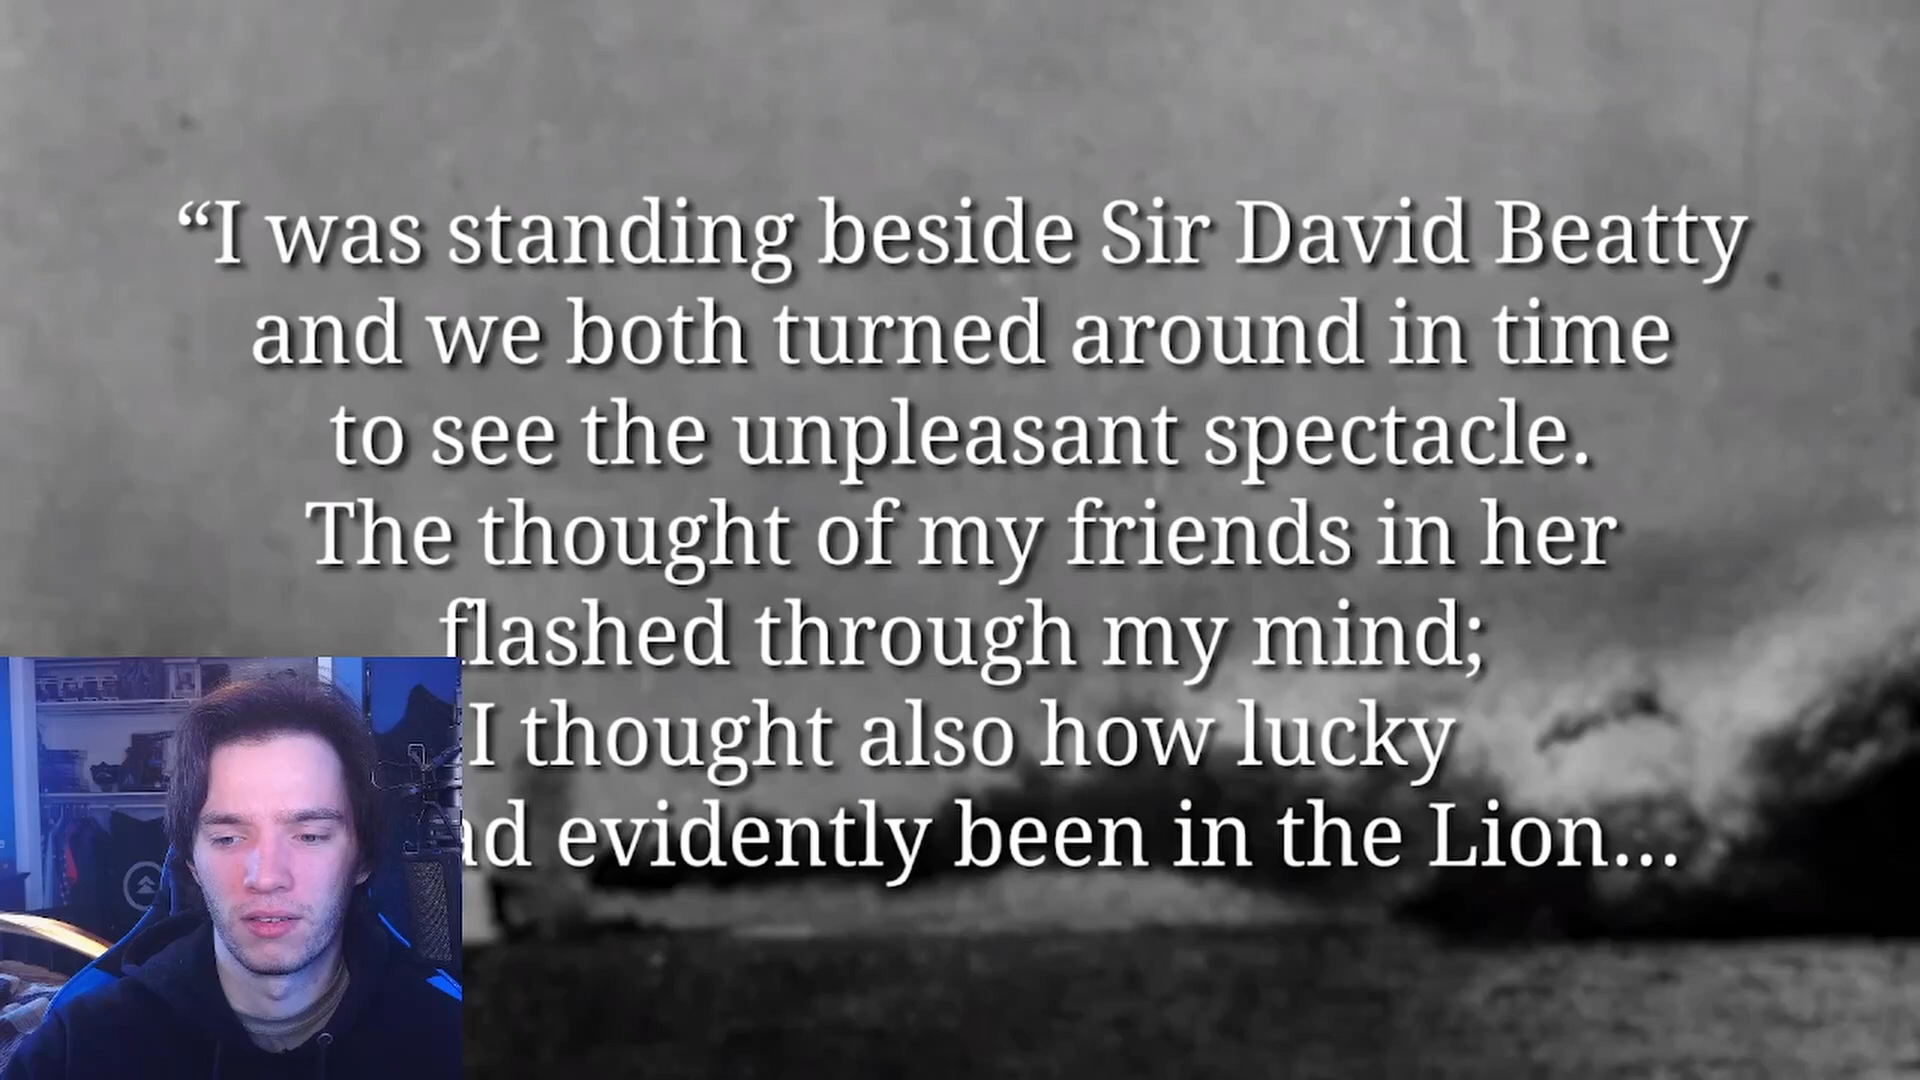 “I was standing beside Sir David Beatty
and we both turned around in time
to see the unpleasant spectacle.
The thought of my friends in her
flashed through my mind;
I thought also how lucky
evidently been in the Lion...